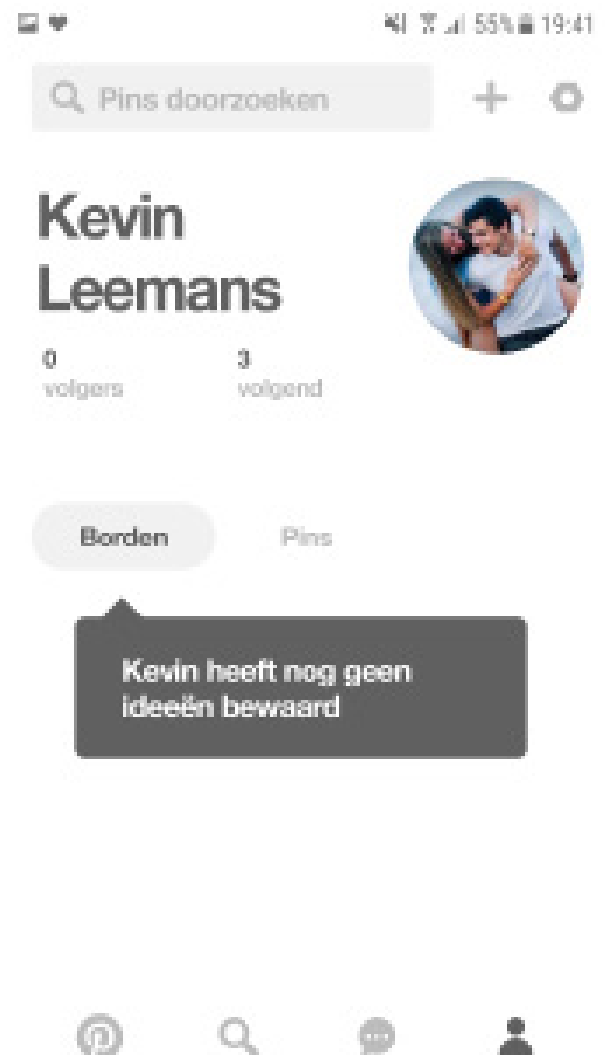 55% 19:41
Pins doorzoeken
Kevin
Leemans
0 3
volgers volgend
Borden Pins
Kevin heeft nog geen
ideeën bewaard